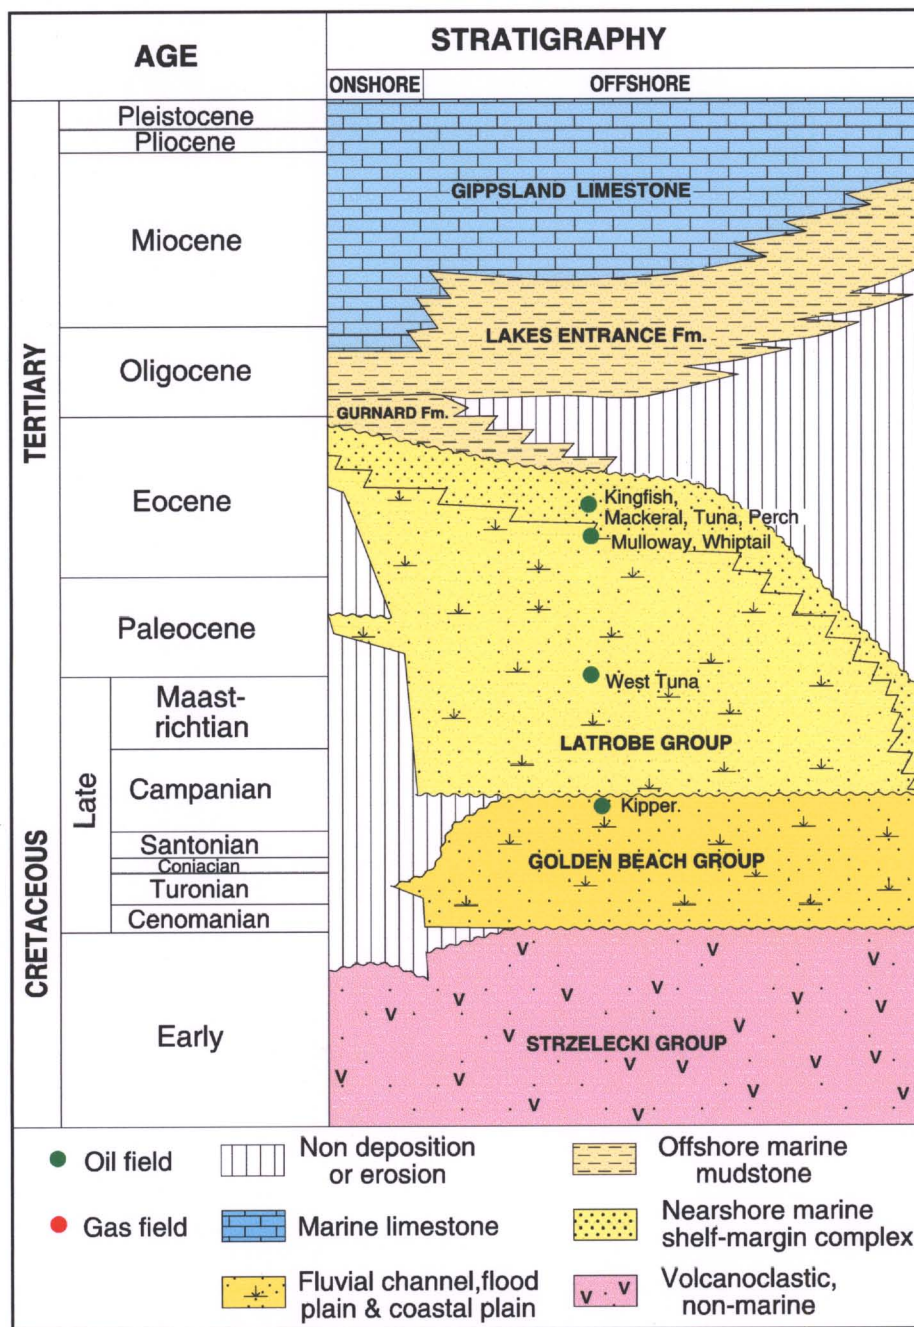 AGE
STRATIGRAPHY
ONSHORE
OFFSHORE
TERTIARY
Pleistocene
Pliocene
Miocene
Oligocene
Eocene
Paleocene
CRETACEOUS
Late
Maast-
richtian
Campanian
Santonian
Coniacian
Turonian
Cenomanian
Early
GIPPSLAND LIMESTONE
LAKES ENTRANCE Fm.
GURNARD Fm.
Kingfish,
Mackeral, Tuna, Perch
Mulloway, Whiptail
West Tuna
LATROBE GROUP
Kipper.
GOLDEN BEACH GROUP
STRZELECKI GROUP
Oil field
Non deposition
or erosion
Offshore marine
mudstone
Gas field
Marine limestone
Nearshore marine
shelf-margin complex
Fluvial channel,flood
plain & coastal plain
Volcanoclastic,
non-marine